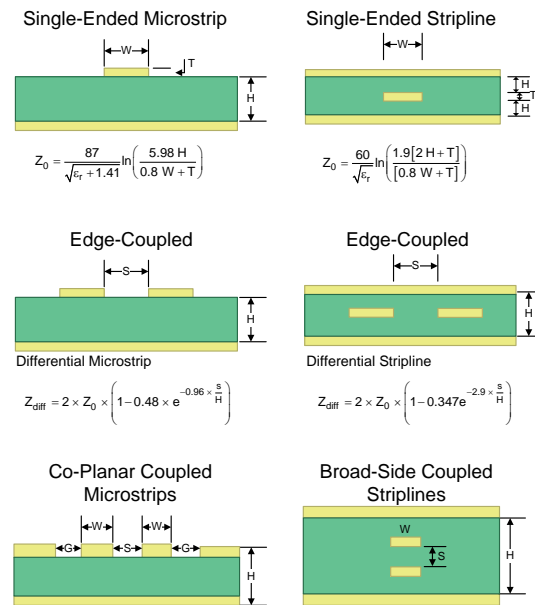 Single-Ended Microstrip
W
T
H
Z0 = 87 / √(εr + 1.41) ln(5.98 H / 0.8 W + T)
Single-Ended Stripline
W
H
T
H
Z0 = 60 / √εr ln(1.9[2 H + T] / [0.8 W + T])
Edge-Coupled
S
H
Differential Microstrip
Zdiff = 2 × Z0 × (1 − 0.48 × e^(−0.96 × s/H))
Edge-Coupled
S
H
Differential Stripline
Zdiff = 2 × Z0 × (1 − 0.347e^(−2.9 × s/H))
Co-Planar Coupled
Microstrips
W W
G S G
H
Broad-Side Coupled
Striplines
W
S
H